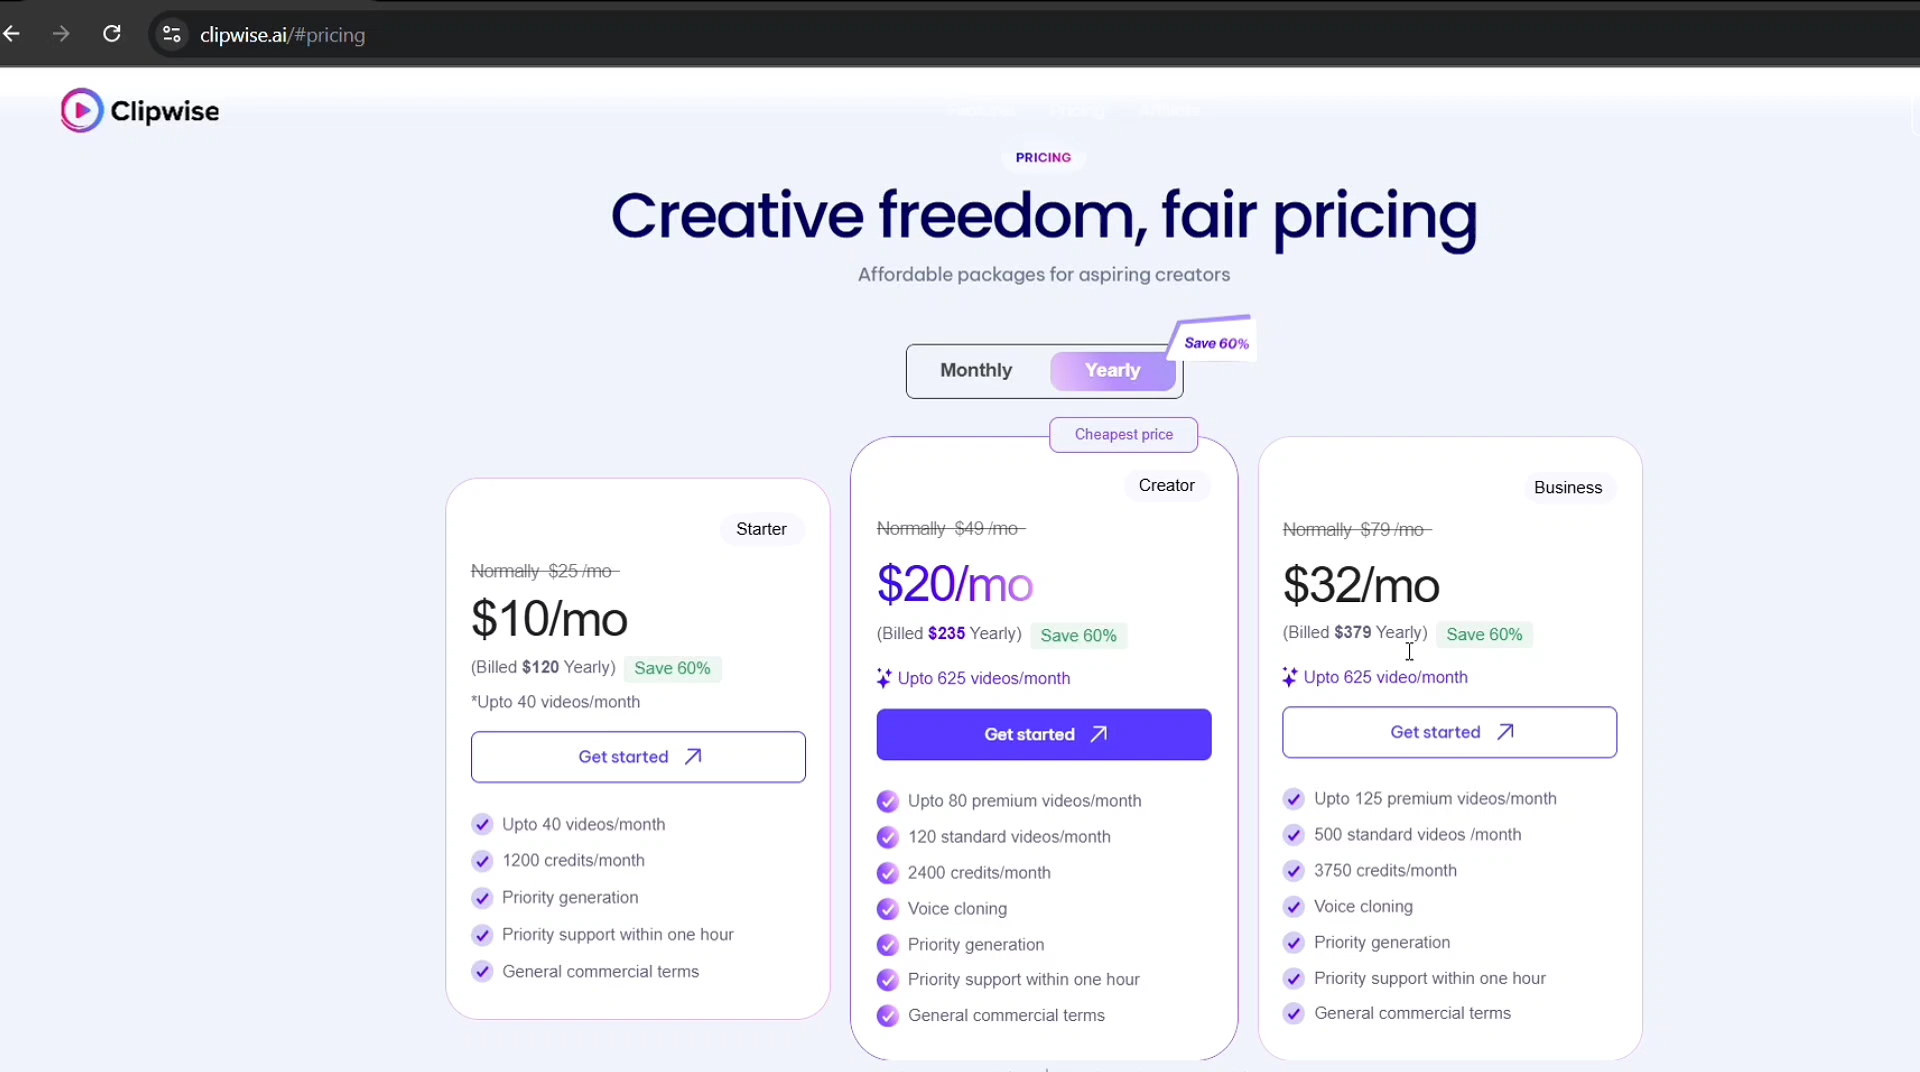 clipwise.ai/#pricing
Clipwise
Pricing
PRICING
Creative freedom, fair pricing
Affordable packages for aspiring creators
Save 60%
Monthly
Yearly
Starter
Normally $25 /mo
$10/mo
(Billed $120 Yearly)
Save 60%
*Upto 40 videos/month
Get started
Upto 40 videos/month
1200 credits/month
Priority generation
Priority support within one hour
General commercial terms
Cheapest price
Creator
Normally $49 /mo
$20/mo
(Billed $235 Yearly)
Save 60%
Upto 625 videos/month
Get started
Upto 80 premium videos/month
120 standard videos/month
2400 credits/month
Voice cloning
Priority generation
Priority support within one hour
General commercial terms
Business
Normally $79 /mo
$32/mo
(Billed $379 Yearly)
Save 60%
Upto 625 video/month
Get started
Upto 125 premium videos/month
500 standard videos /month
3750 credits/month
Voice cloning
Priority generation
Priority support within one hour
General commercial terms